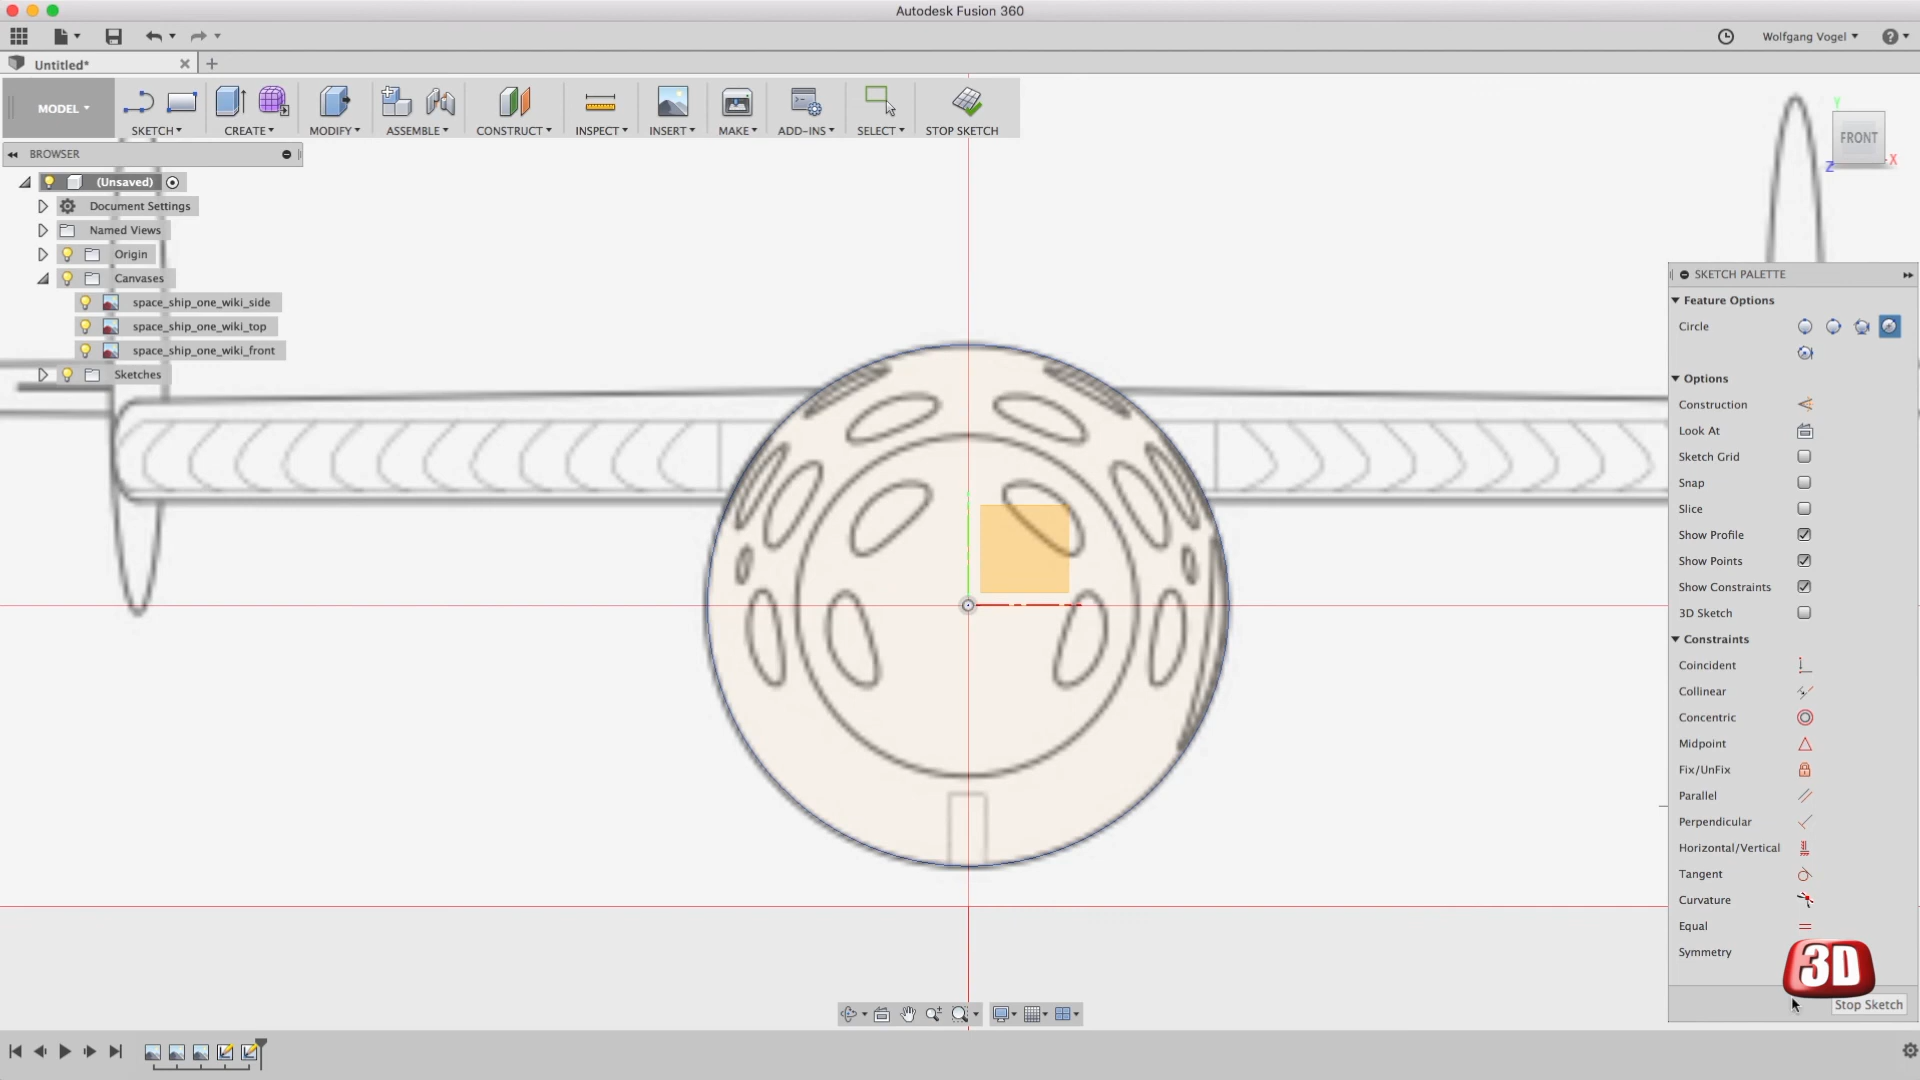 Autodesk Fusion 360
Wolfgang Vogel
Untitled*
MODEL
SKETCH
CREATE
MODIFY
ASSEMBLE
CONSTRUCT
INSPECT
INSERT
MAKE
ADD-INS
SELECT
STOP SKETCH
BROWSER
(Unsaved)
Document Settings
Named Views
Origin
Canvases
space_ship_one_wiki_side
space_ship_one_wiki_top
space_ship_one_wiki_front
Sketches
Y
FRONT
X
Z
SKETCH PALETTE
Feature Options
Circle
Options
Construction
Look At
Sketch Grid
Snap
Slice
Show Profile
Show Points
Show Constraints
3D Sketch
Constraints
Coincident
Collinear
Concentric
Midpoint
Fix/UnFix
Parallel
Perpendicular
Horizontal/Vertical
Tangent
Curvature
Equal
Symmetry
3D
Stop Sketch